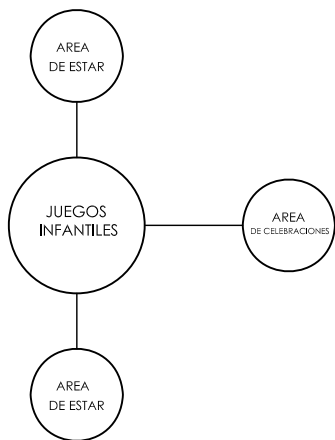 AREA
DE ESTAR
JUEGOS
INFANTILES
AREA
DE CELEBRACIONES
AREA
DE ESTAR